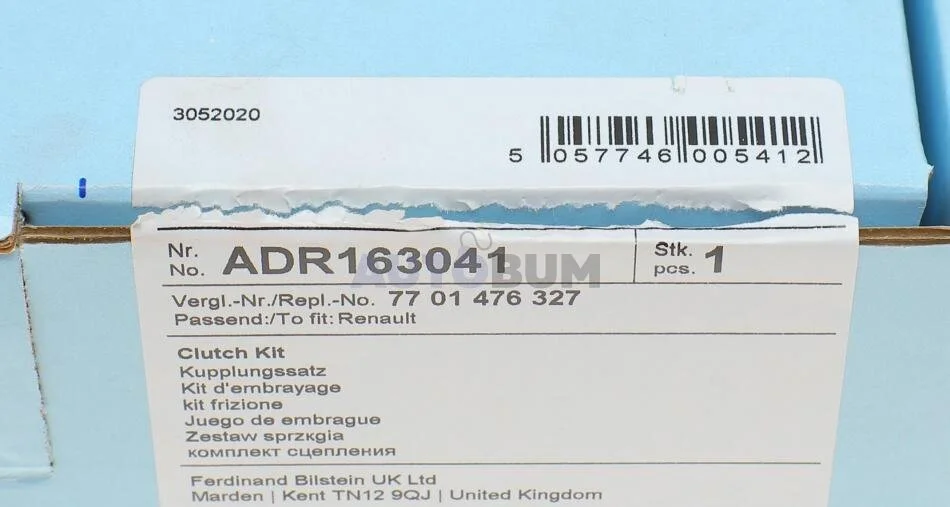 3052020
5 057746 005412
Nr.
No. ADR163041
Stk.
pcs. 1
AUTOBUM
Vergl.-Nr./Repl.-No. 77 01 476 327
Passend:/To fit: Renault
Clutch Kit
Kupplungssatz
Kit d'embrayage
kit frizione
Juego de embrague
Zestaw sprzкgia
комплект сцепления
Ferdinand Bilstein UK Ltd
Marden | Kent TN12 9QJ | United Kingdom